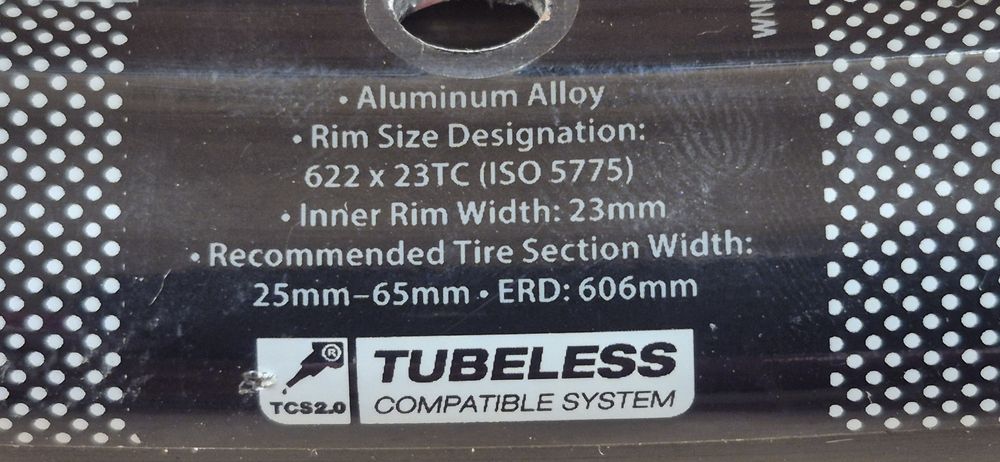 • Aluminum Alloy
• Rim Size Designation:
622 x 23TC (ISO 5775)
• Inner Rim Width: 23mm
• Recommended Tire Section Width:
25mm–65mm • ERD: 606mm
®
TCS2.0
TUBELESS
COMPATIBLE SYSTEM